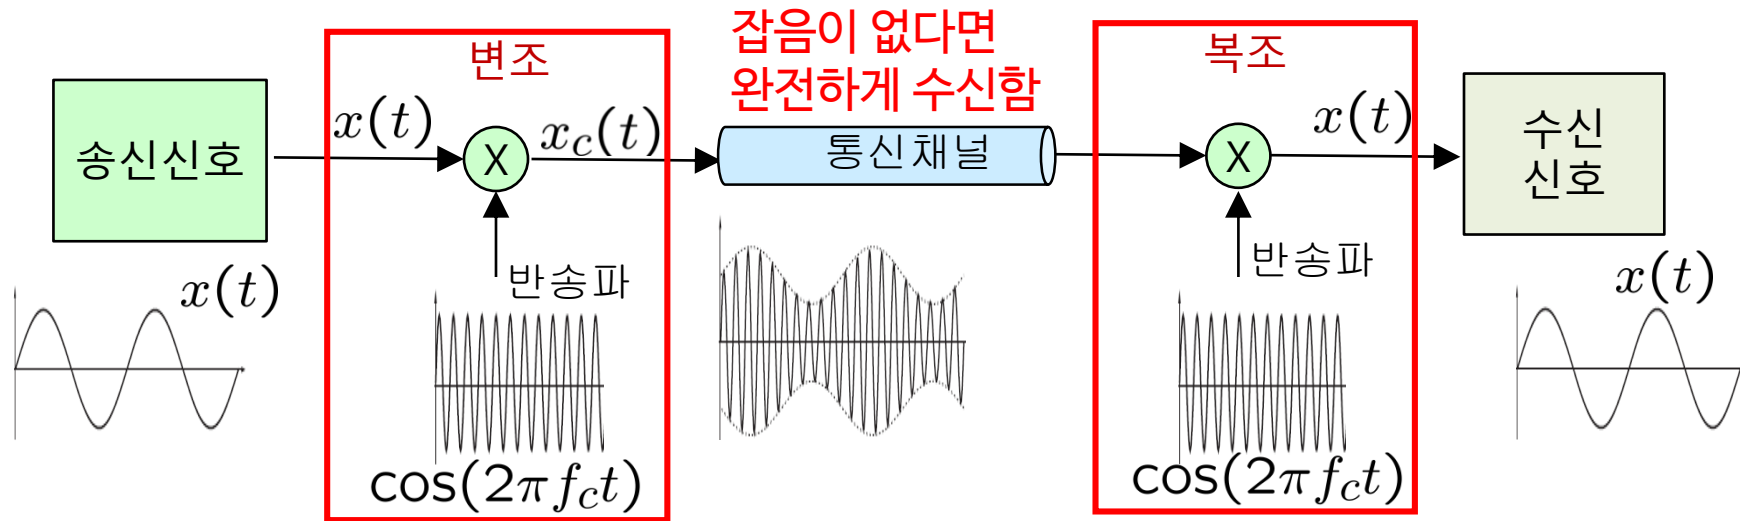 잡음이 없다면
완전하게 수신함
변조
복조
송신신호
x(t)
X
x_c(t)
통신채널
X
x(t)
수신
신호
반송파
반송파
x(t)
x(t)
cos(2πf_ct)
cos(2πf_ct)